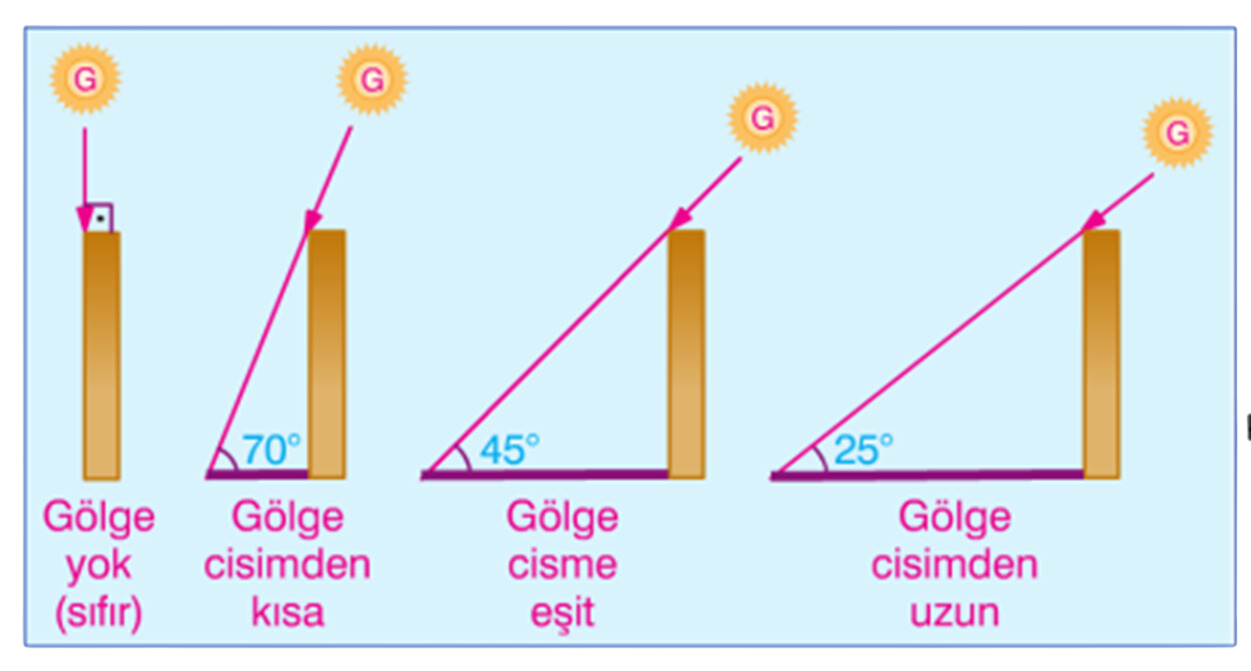 G
G
G
G
70°
45°
25°
Gölge
yok
(sıfır)
Gölge
cisimden
kısa
Gölge
cisme
eşit
Gölge
cisimden
uzun